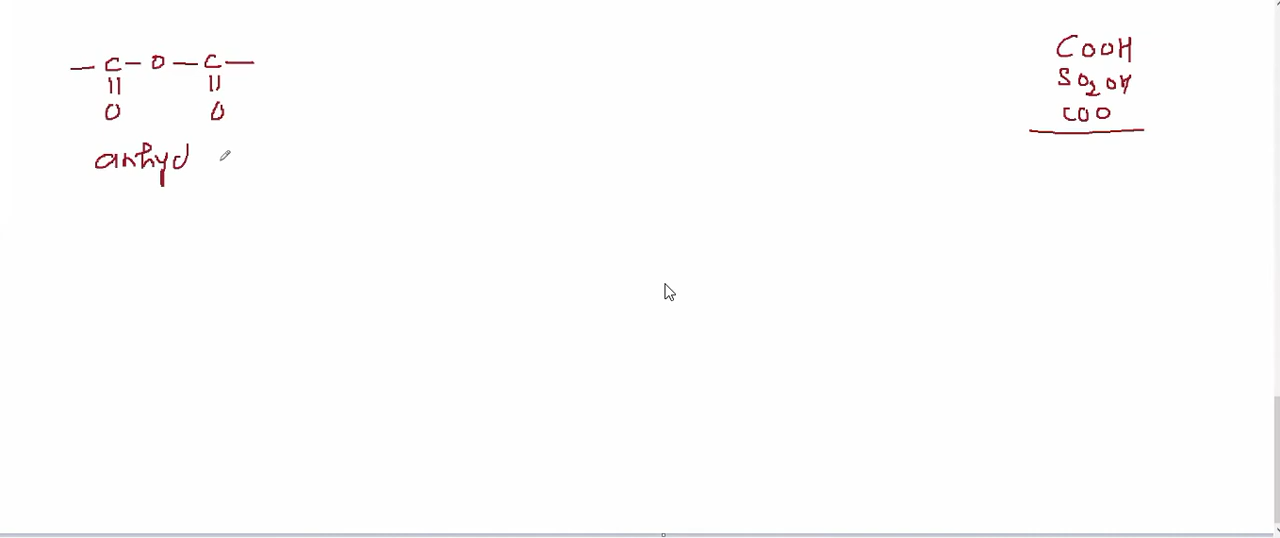 — C – O — C —
|| ||
O O
anhyd
COOH
SO2OH
COO